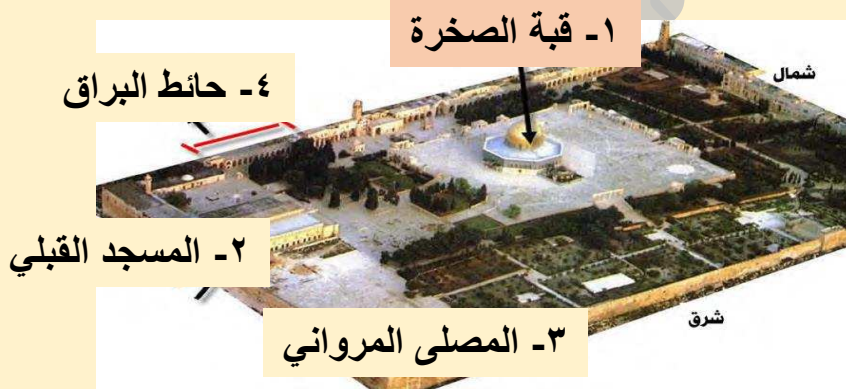 ١- قبة الصخرة
شمال
٤- حائط البراق
٢- المسجد القبلي
شرق
٣- المصلى المرواني